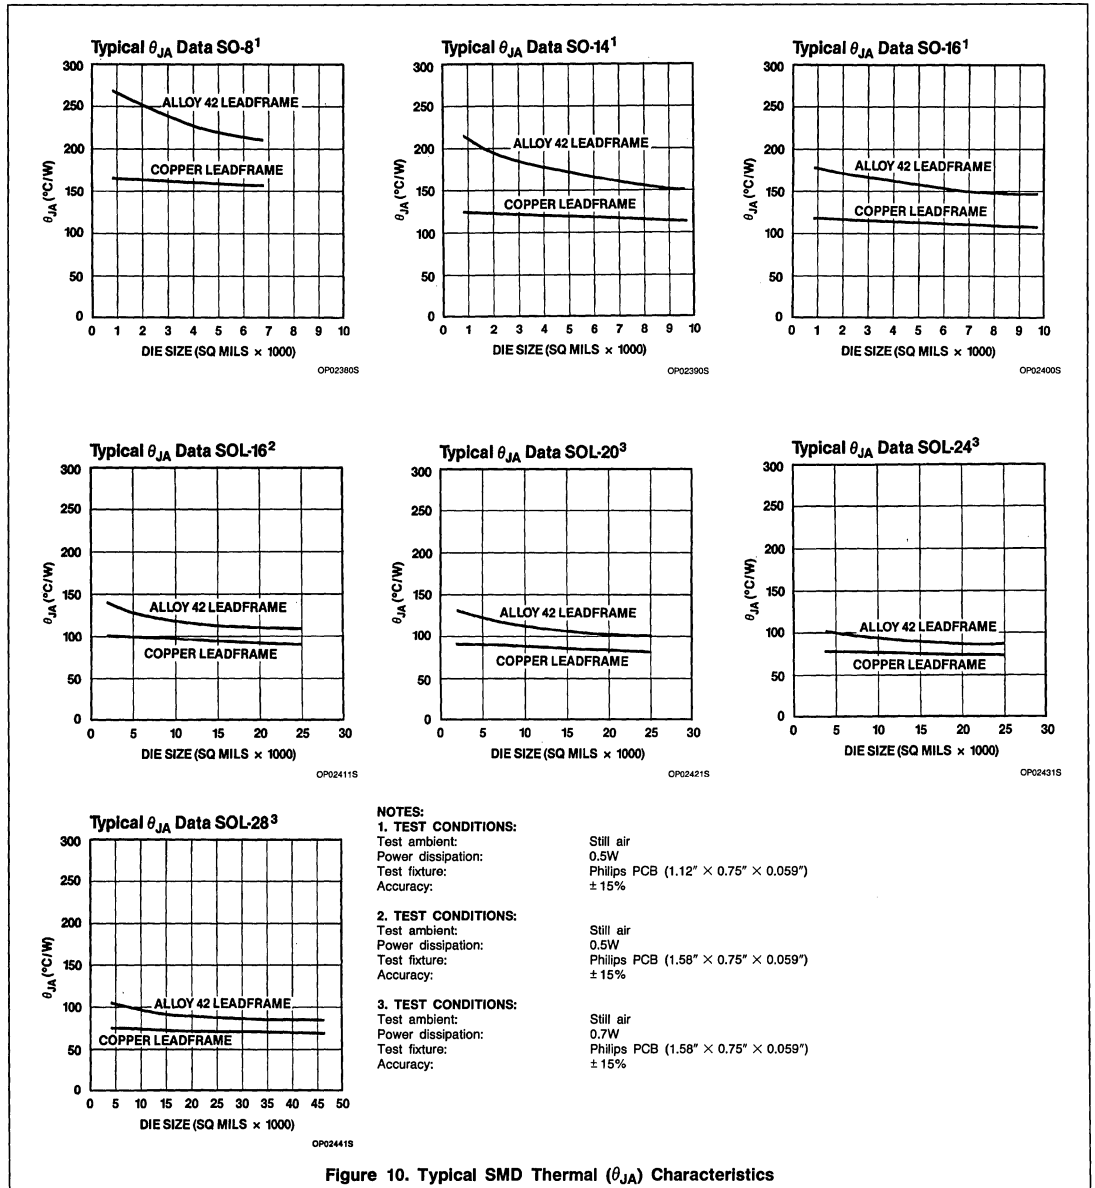 Typical θJA Data SO-8¹
300
250
200
150
100
50
0
θJA (°C/W)
ALLOY 42 LEADFRAME
COPPER LEADFRAME
0 1 2 3 4 5 6 7 8 9 10
DIE SIZE (SQ MILS × 1000)
OP02380S
Typical θJA Data SO-14¹
300
250
200
150
100
50
0
θJA (°C/W)
ALLOY 42 LEADFRAME
COPPER LEADFRAME
0 1 2 3 4 5 6 7 8 9 10
DIE SIZE (SQ MILS × 1000)
OP02390S
Typical θJA Data SO-16¹
300
250
200
150
100
50
0
θJA (°C/W)
ALLOY 42 LEADFRAME
COPPER LEADFRAME
0 1 2 3 4 5 6 7 8 9 10
DIE SIZE (SQ MILS × 1000)
OP02400S
Typical θJA Data SOL-16²
300
250
200
150
100
50
0
θJA (°C/W)
ALLOY 42 LEADFRAME
COPPER LEADFRAME
0 5 10 15 20 25 30
DIE SIZE (SQ MILS × 1000)
OP02411S
Typical θJA Data SOL-20³
300
250
200
150
100
50
0
θJA (°C/W)
ALLOY 42 LEADFRAME
COPPER LEADFRAME
0 5 10 15 20 25 30
DIE SIZE (SQ MILS × 1000)
OP02421S
Typical θJA Data SOL-24³
300
250
200
150
100
50
0
θJA (°C/W)
ALLOY 42 LEADFRAME
COPPER LEADFRAME
0 5 10 15 20 25 30
DIE SIZE (SQ MILS × 1000)
OP02431S
Typical θJA Data SOL-28³
300
250
200
150
100
50
0
θJA (°C/W)
ALLOY 42 LEADFRAME
COPPER LEADFRAME
0 5 10 15 20 25 30 35 40 45 50
DIE SIZE (SQ MILS × 1000)
OP02441S
NOTES:
1. TEST CONDITIONS:
Test ambient: Still air
Power dissipation: 0.5W
Test fixture: Philips PCB (1.12″ × 0.75″ × 0.059″)
Accuracy: ±15%
2. TEST CONDITIONS:
Test ambient: Still air
Power dissipation: 0.5W
Test fixture: Philips PCB (1.58″ × 0.75″ × 0.059″)
Accuracy: ±15%
3. TEST CONDITIONS:
Test ambient: Still air
Power dissipation: 0.7W
Test fixture: Philips PCB (1.58″ × 0.75″ × 0.059″)
Accuracy: ±15%
Figure 10. Typical SMD Thermal (θJA) Characteristics